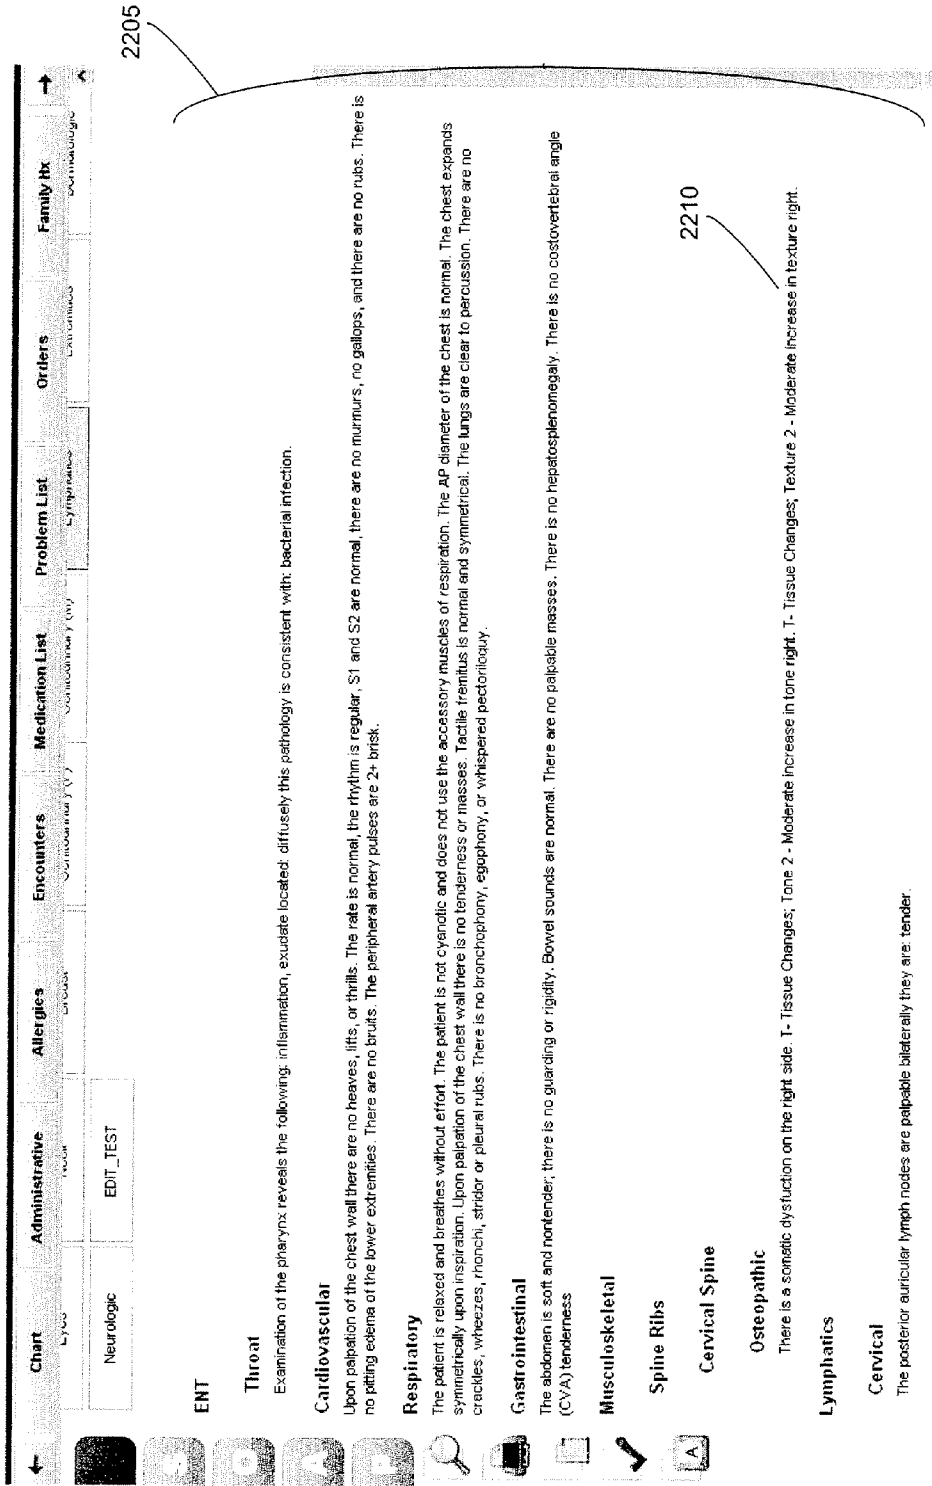 2205
← Chart Administrative Allergies Encounters Medication List Problem List Orders Family Hx →
Eyes Neck Breast Genitourinary (F) Genitourinary (M) Lymphatics Extremities Dermatologic
Neurologic EDIT_TEST
S
O
A
P
A
ENT
Throat
Examination of the pharynx reveals the following: inflammation, exudate located: diffusely this pathology is consistent with: bacterial infection.
Cardiovascular
Upon palpation of the chest wall there are no heaves, lifts, or thrills. The rate is normal, the rhythm is regular, S1 and S2 are normal, there are no murmurs, no gallops, and there are no rubs. There is
no pitting edema of the lower extremities. There are no bruits. The peripheral artery pulses are 2+ brisk.
Respiratory
The patient is relaxed and breathes without effort. The patient is not cyanotic and does not use the accessory muscles of respiration. The AP diameter of the chest is normal. The chest expands
symmetrically upon inspiration. Upon palpation of the chest wall there is no tenderness or masses. Tactile fremitus is normal and symmetrical. The lungs are clear to percussion. There are no
crackles, wheezes, rhonchi, stridor or pleural rubs. There is no bronchophony, egophony, or whispered pectoriloquy.
Gastrointestinal
The abdomen is soft and nontender; there is no guarding or rigidity. Bowel sounds are normal. There are no palpable masses. There is no hepatosplenomegaly. There is no costovertebral angle
(CVA) tenderness
Musculoskeletal
Spine Ribs
Cervical Spine
2210
Osteopathic
There is a somatic dysfuction on the right side. T- Tissue Changes; Tone 2 - Moderate increase in tone right. T- Tissue Changes; Texture 2 - Moderate increase in texture right.
Lymphatics
Cervical
The posterior auricular lymph nodes are palpable bilaterally they are: tender.